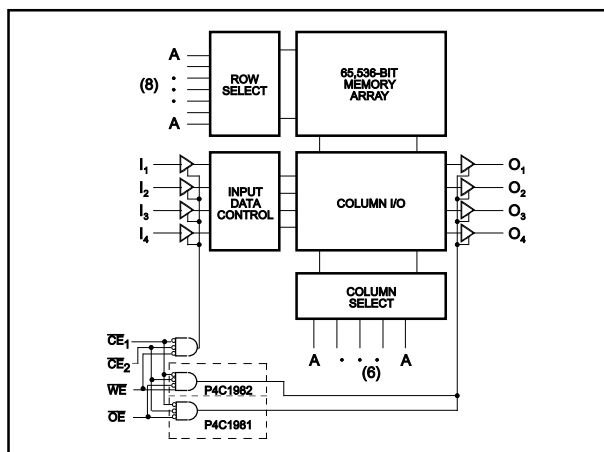 A
(8)
A
ROW
SELECT
65,536-BIT
MEMORY
ARRAY
I1
I2
I3
I4
INPUT
DATA
CONTROL
COLUMN I/O
O1
O2
O3
O4
COLUMN
SELECT
A
A
(6)
CE1
CE2
WE
OE
P4C1982
P4C1981